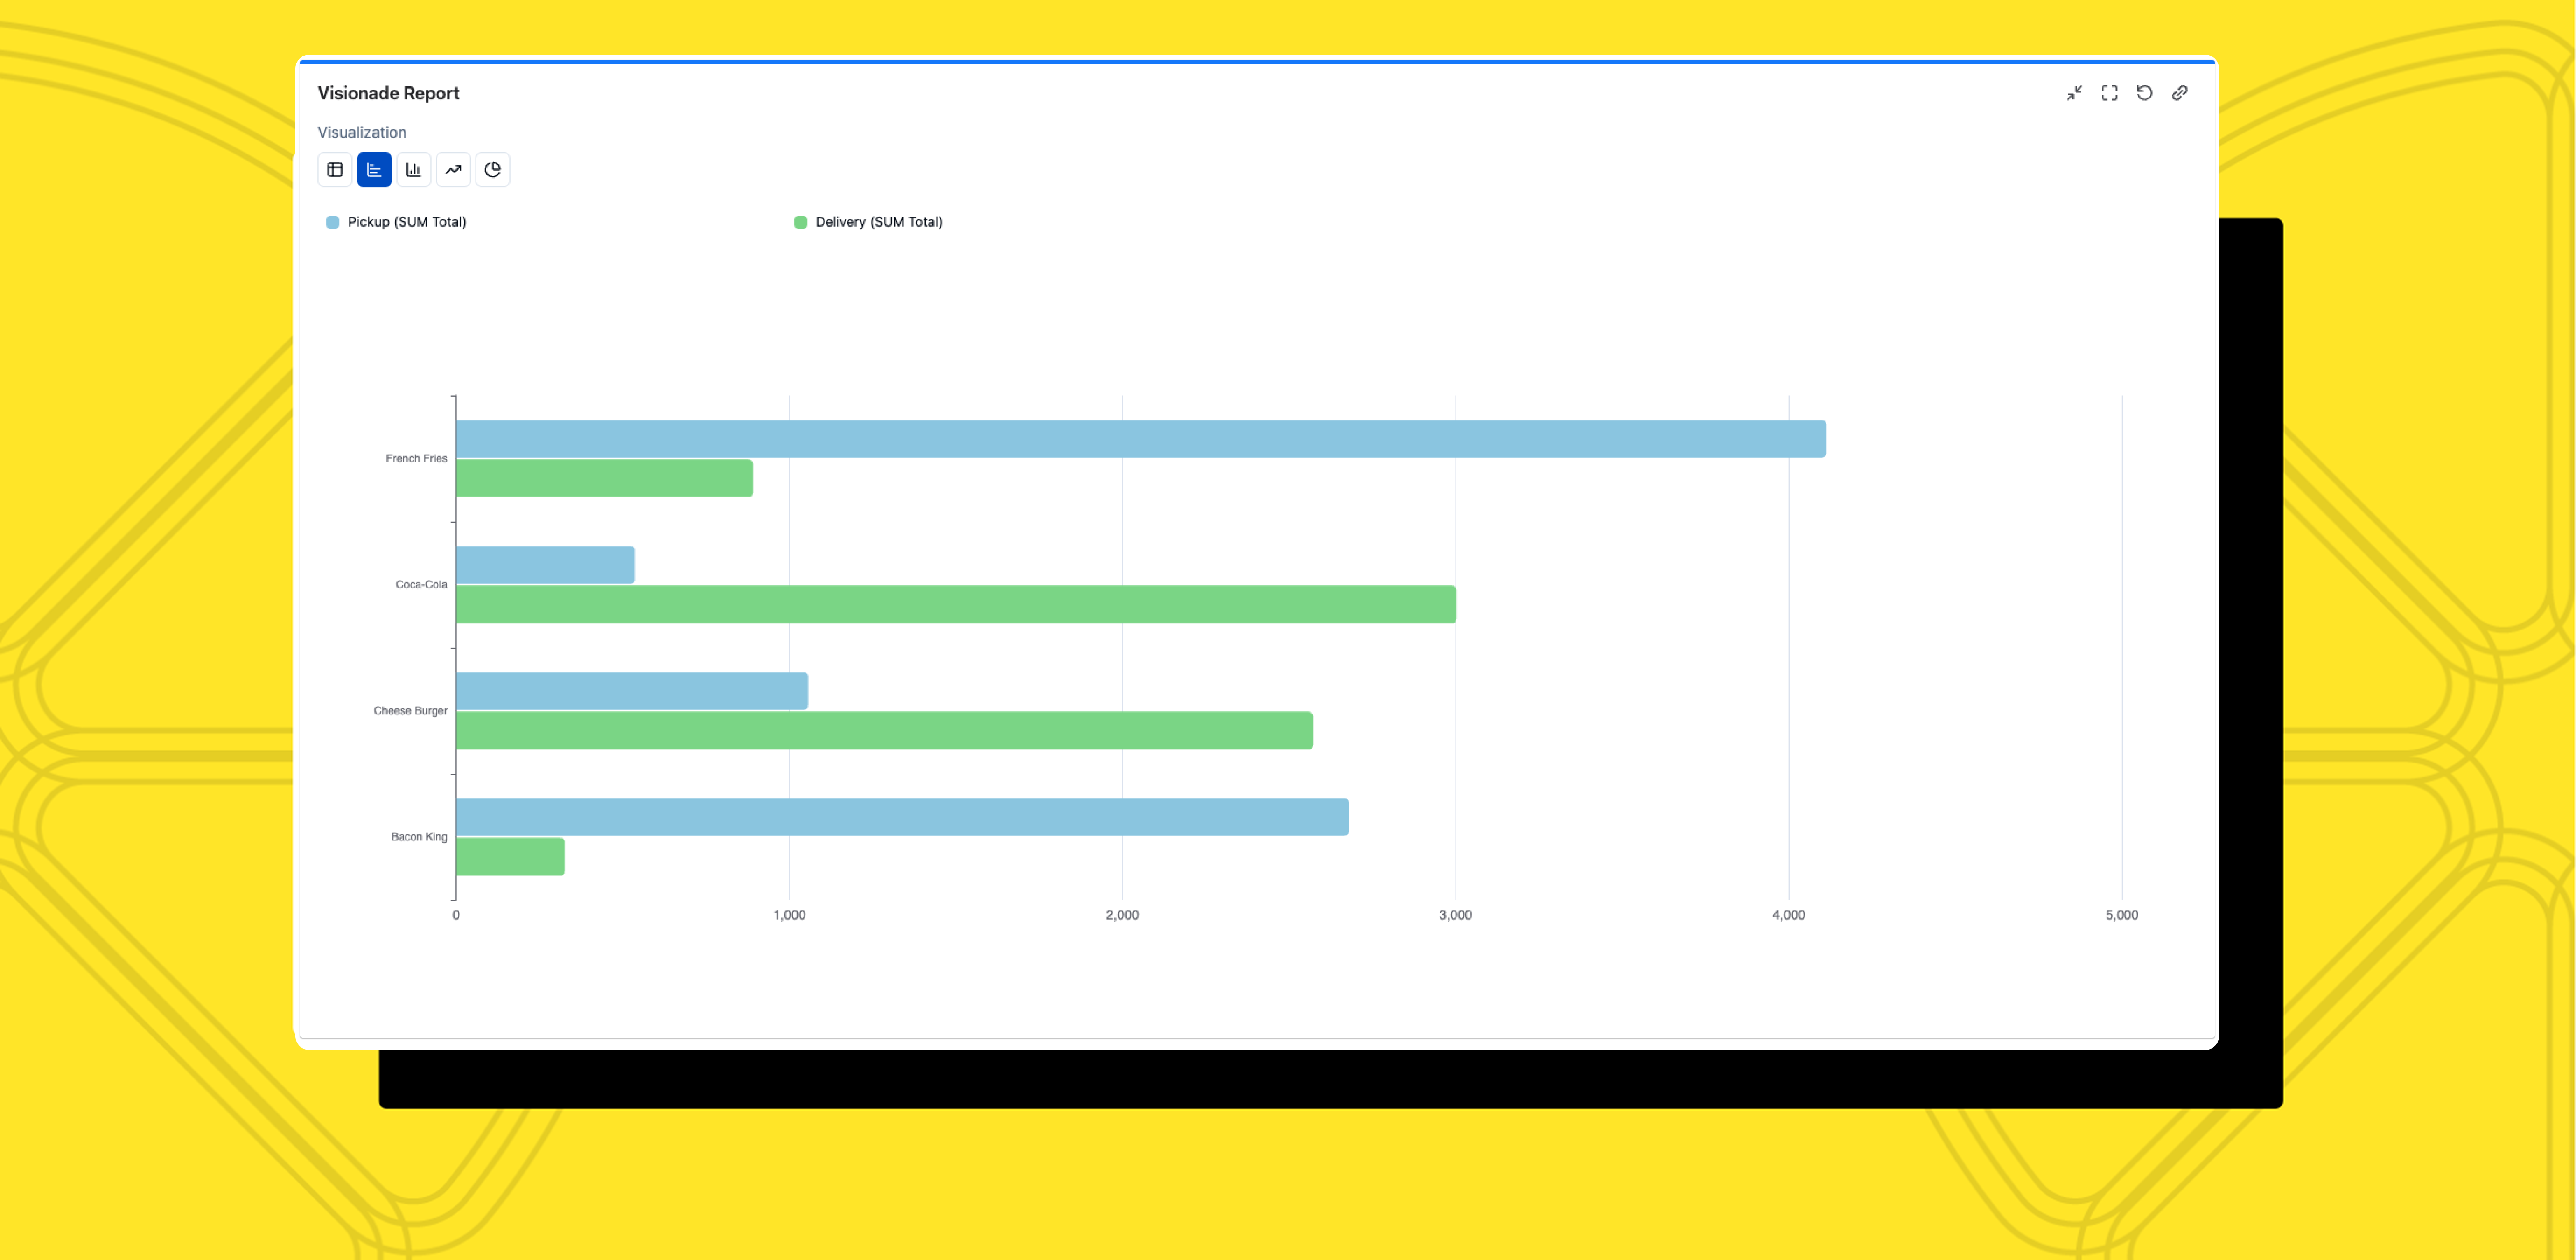 Visionade Report
Visualization
Pickup (SUM Total)
Delivery (SUM Total)
French Fries
Coca-Cola
Cheese Burger
Bacon King
0
1,000
2,000
3,000
4,000
5,000